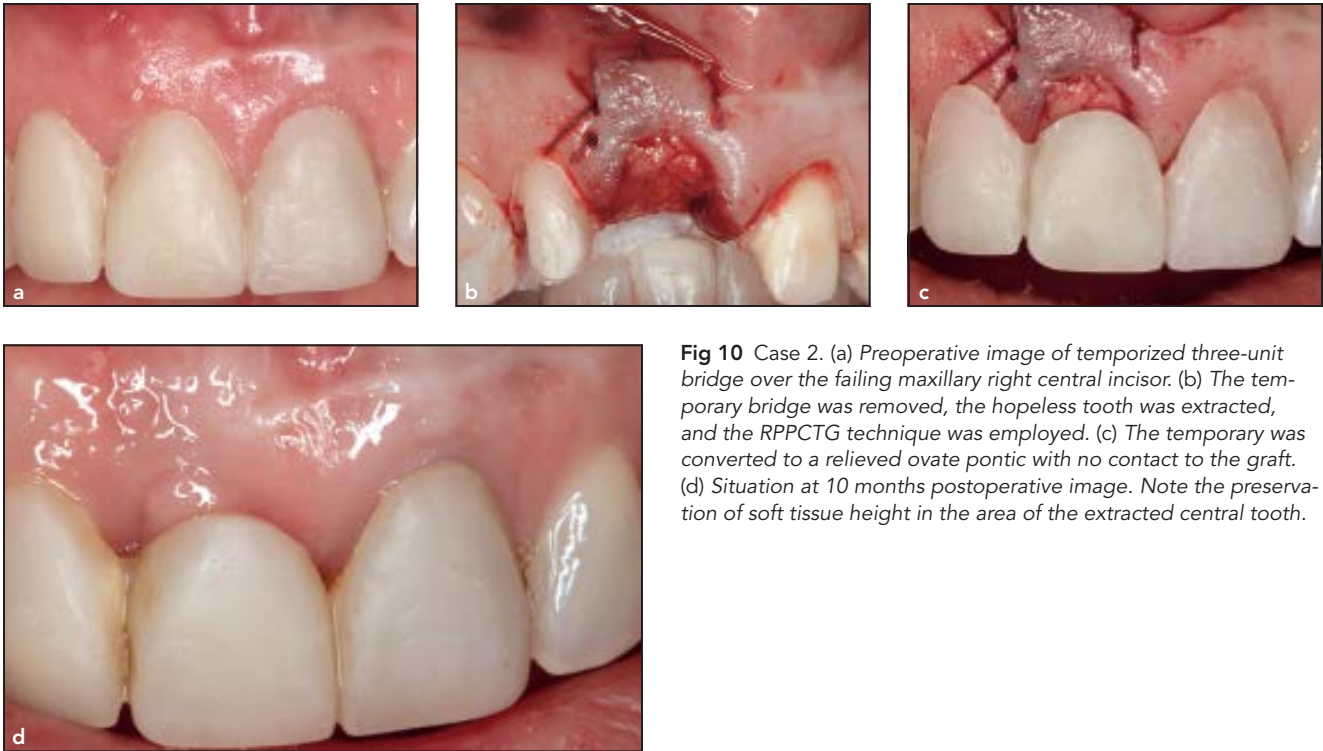 a
b
c
d
Fig 10 Case 2. (a) Preoperative image of temporized three-unit
bridge over the failing maxillary right central incisor. (b) The tem-
porary bridge was removed, the hopeless tooth was extracted,
and the RPPCTG technique was employed. (c) The temporary was
converted to a relieved ovate pontic with no contact to the graft.
(d) Situation at 10 months postoperative image. Note the preserva-
tion of soft tissue height in the area of the extracted central tooth.